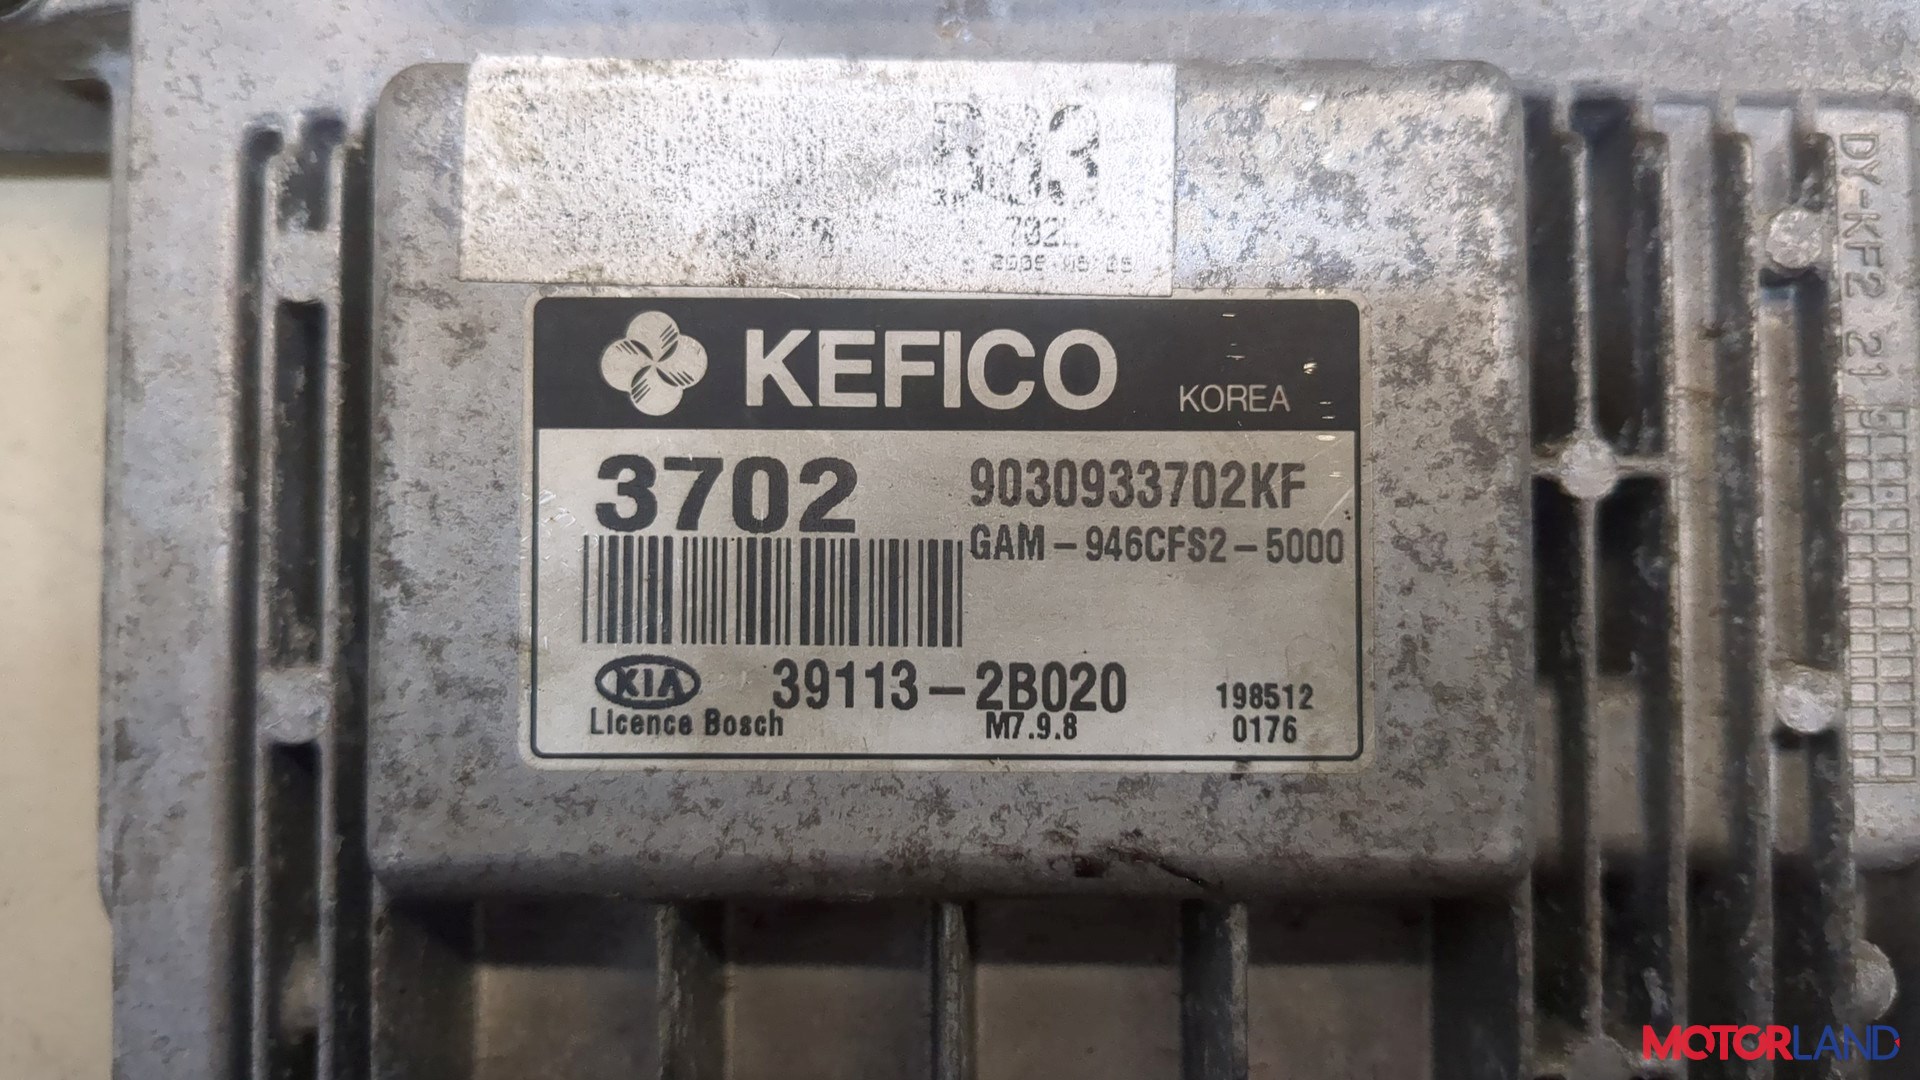 KEFICO
KOREA
3702
9030933702KF
GAM-946CFS2-5000
KIA
39113-2B020
198512
Licence Bosch
M7.9.8
0176
DY-KF2 21
MOTORLAND